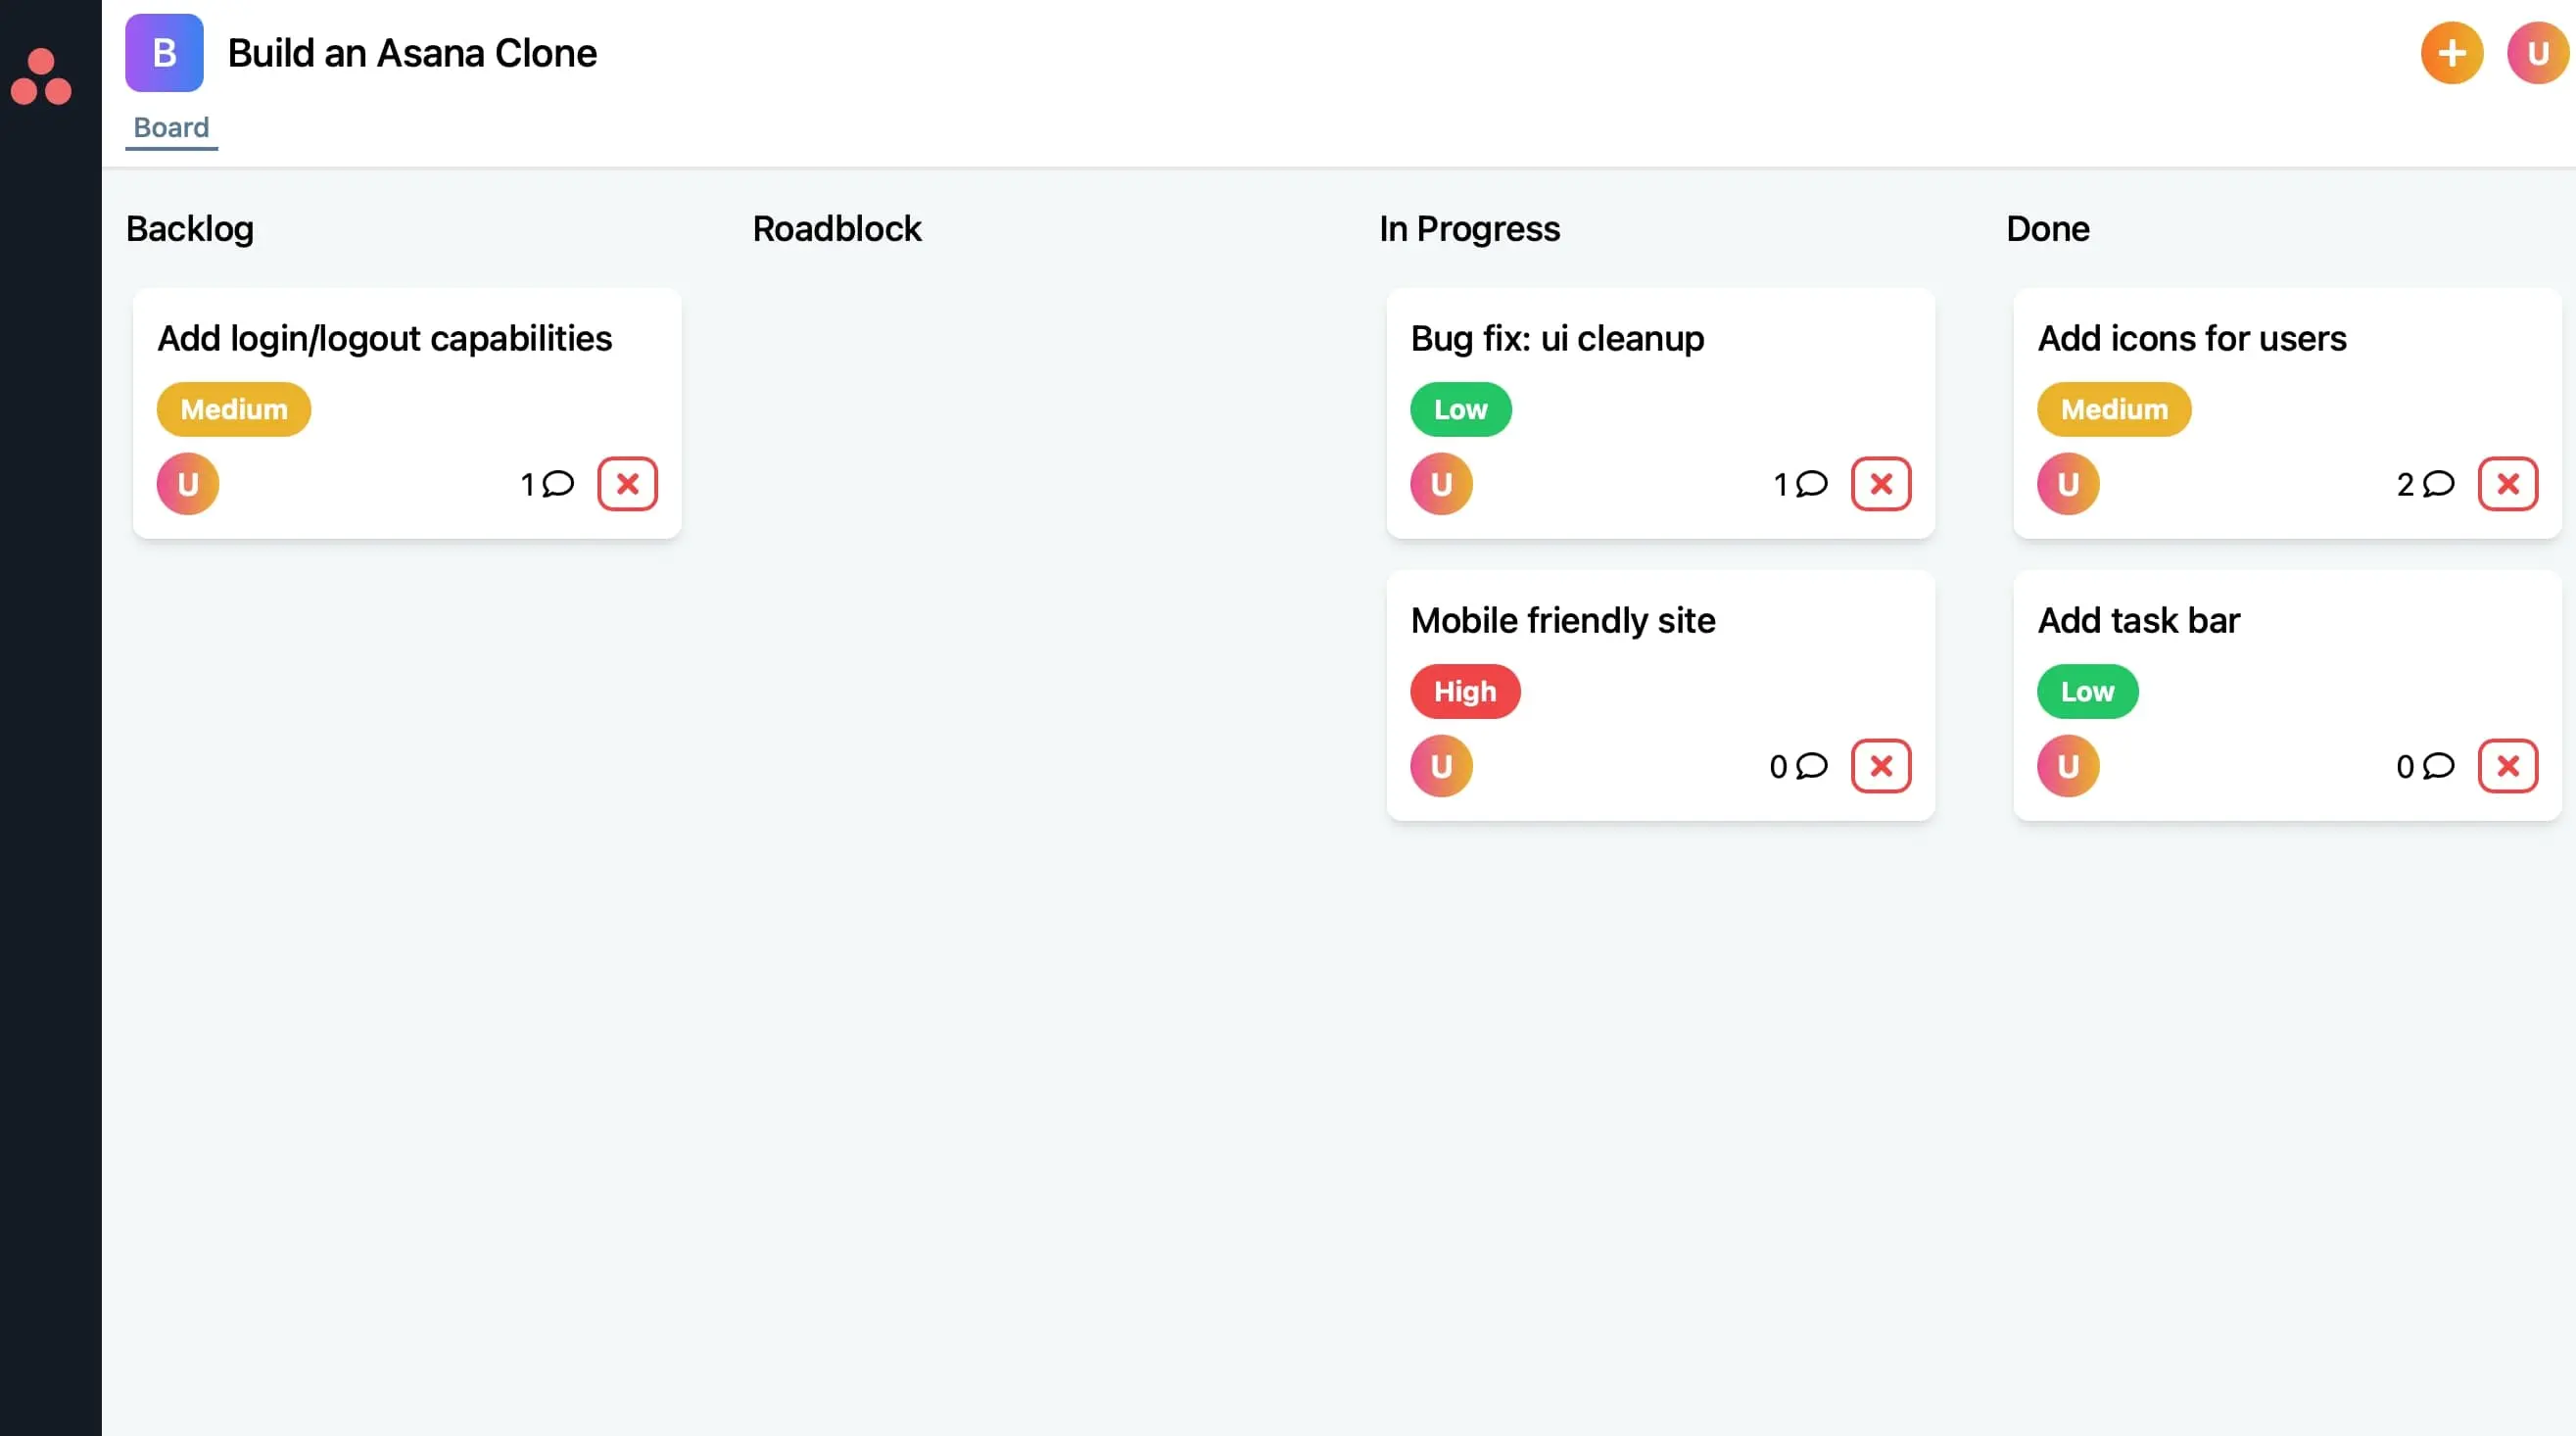 B
Build an Asana Clone
U
Board
Backlog
Roadblock
In Progress
Done
Add login/logout capabilities
Medium
U
1
Bug fix: ui cleanup
Low
U
1
Mobile friendly site
High
U
0
Add icons for users
Medium
U
2
Add task bar
Low
U
0